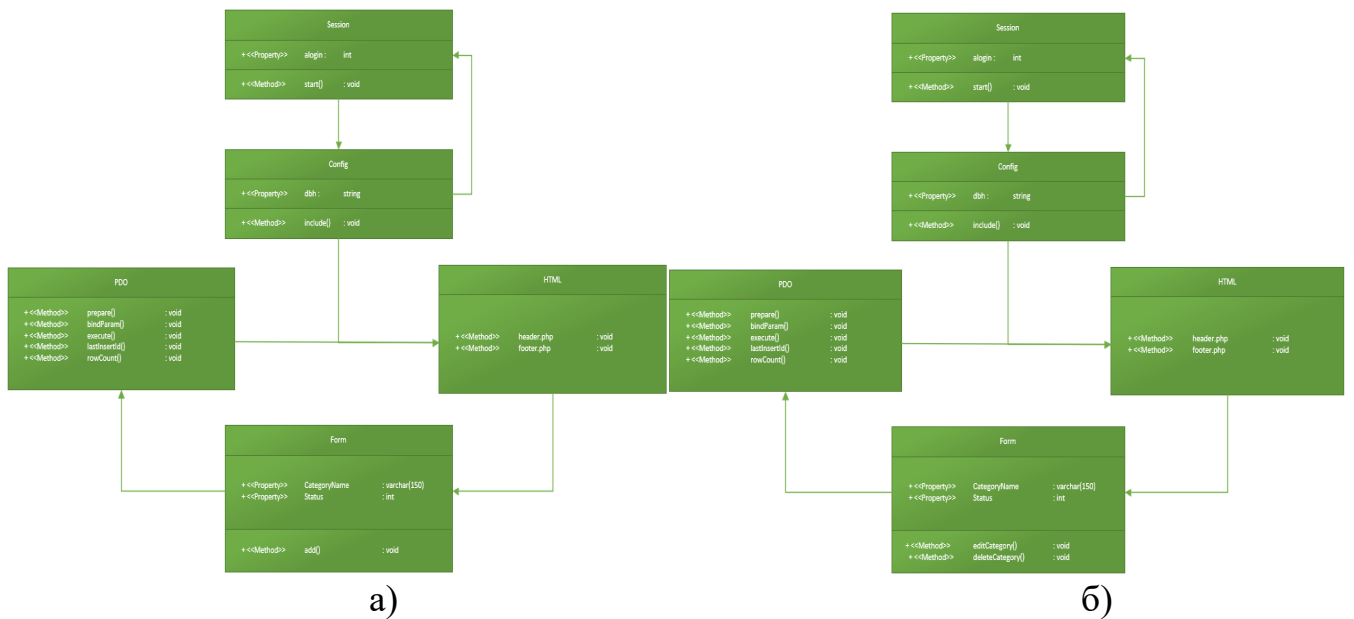 Session
+ <<Property>> alogin : int
+ <<Method>> start() : void
Config
+ <<Property>> dbh : string
+ <<Method>> include() : void
PDO
+ <<Method>> prepare() : void
+ <<Method>> bindParam() : void
+ <<Method>> execute() : void
+ <<Method>> lastInsertId() : void
+ <<Method>> rowCount() : void
HTML
+ <<Method>> header.php : void
+ <<Method>> footer.php : void
Form
+ <<Property>> CategoryName : varchar(150)
+ <<Property>> Status : int
+ <<Method>> add() : void
а)
Session
+ <<Property>> alogin : int
+ <<Method>> start() : void
Config
+ <<Property>> dbh : string
+ <<Method>> include() : void
PDO
+ <<Method>> prepare() : void
+ <<Method>> bindParam() : void
+ <<Method>> execute() : void
+ <<Method>> lastInsertId() : void
+ <<Method>> rowCount() : void
HTML
+ <<Method>> header.php : void
+ <<Method>> footer.php : void
Form
+ <<Property>> CategoryName : varchar(150)
+ <<Property>> Status : int
+ <<Method>> editCategory() : void
+ <<Method>> deleteCategory() : void
б)